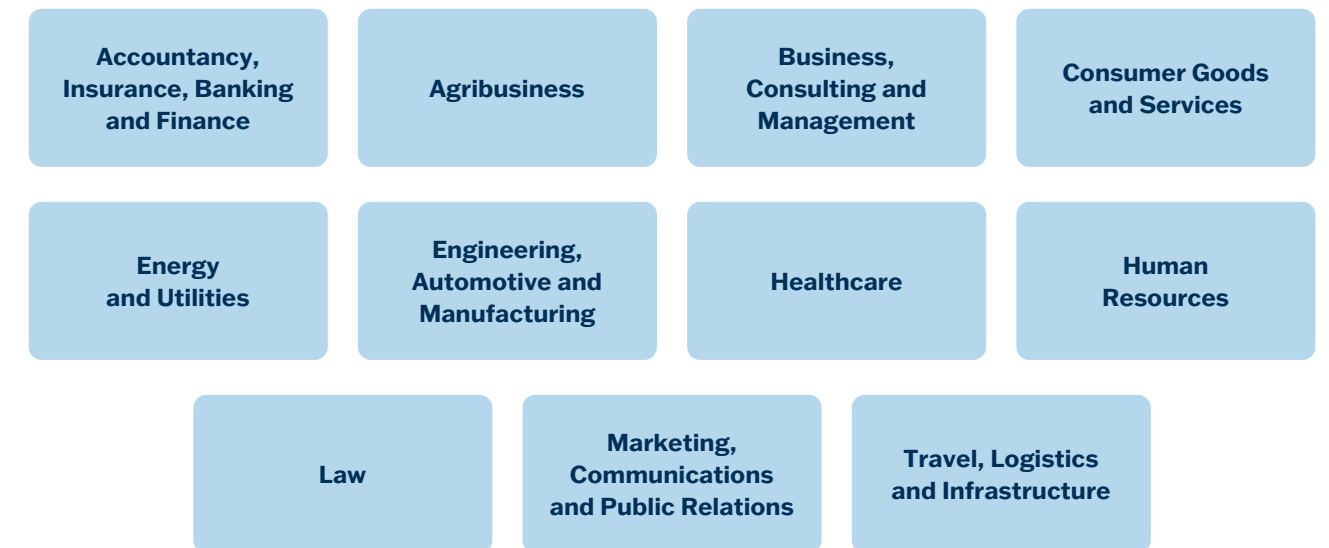 Accountancy,
Insurance, Banking
and Finance
Agribusiness
Business,
Consulting and
Management
Consumer Goods
and Services
Energy
and Utilities
Engineering,
Automotive and
Manufacturing
Healthcare
Human
Resources
Law
Marketing,
Communications
and Public Relations
Travel, Logistics
and Infrastructure